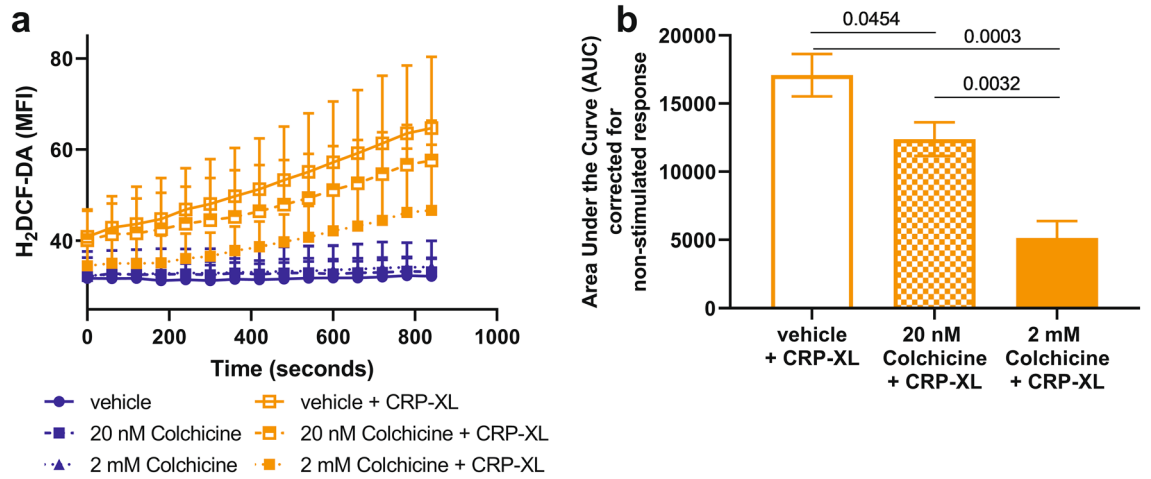 a
H₂DCF-DA (MFI)
80
60
40
0
200
400
600
800
1000
Time (seconds)
vehicle
20 nM Colchicine
2 mM Colchicine
vehicle + CRP-XL
20 nM Colchicine + CRP-XL
2 mM Colchicine + CRP-XL
b
Area Under the Curve (AUC)
corrected for
non-stimulated response
20000
15000
10000
5000
0
0.0454
0.0003
0.0032
vehicle
+ CRP-XL
20 nM
Colchicine
+ CRP-XL
2 mM
Colchicine
+ CRP-XL